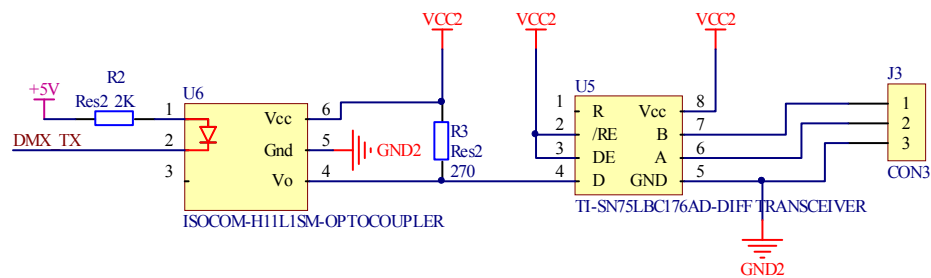 VCC2 VCC2 VCC2
R2
+5V Res2 2K
U6
U5
J3
DMX_TX
1 Vcc 6
2 Gnd 5 GND2
3 Vo 4
R3
Res2
270
1 R Vcc 8
2 /RE B 7
3 DE A 6
4 D GND 5
1
2
3
CON3
ISOCOM-H11L1SM-OPTOCOUPLER
TI-SN75LBC176AD-DIFF TRANSCEIVER
GND2